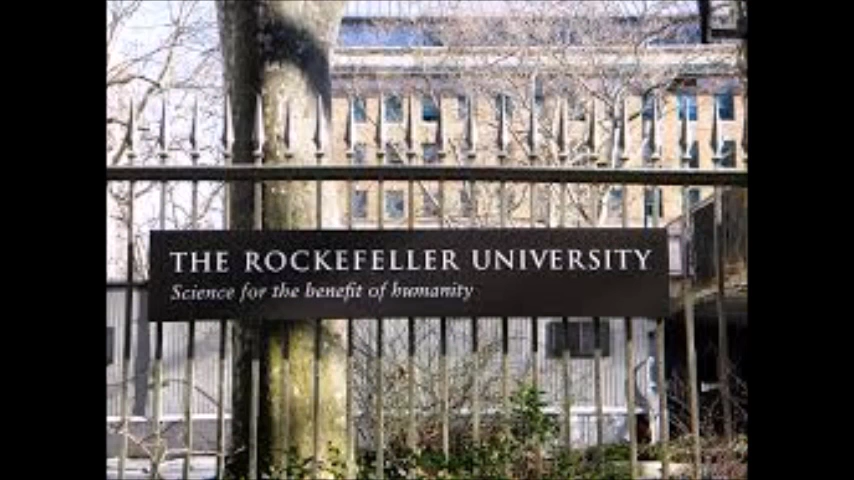 THE ROCKEFELLER UNIVERSITY
Science for the benefit of humanity